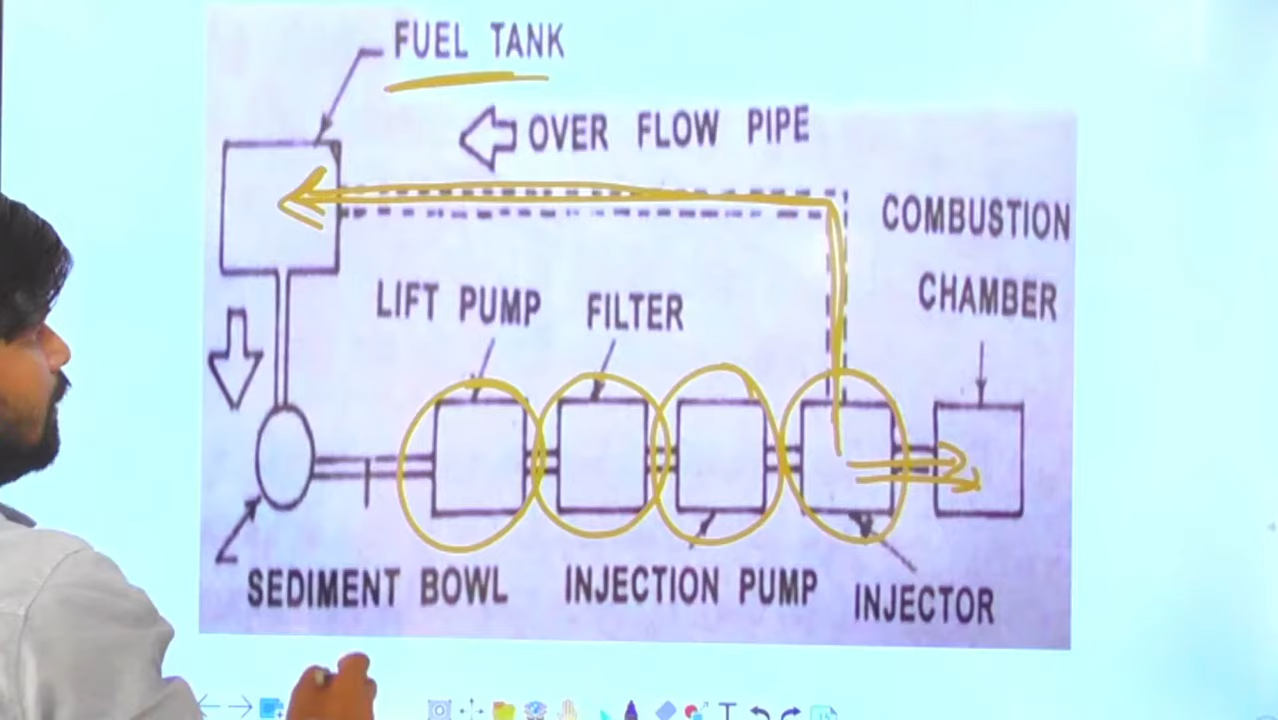 FUEL TANK
OVER FLOW PIPE
COMBUSTION
CHAMBER
LIFT PUMP
FILTER
SEDIMENT BOWL
INJECTION PUMP
INJECTOR